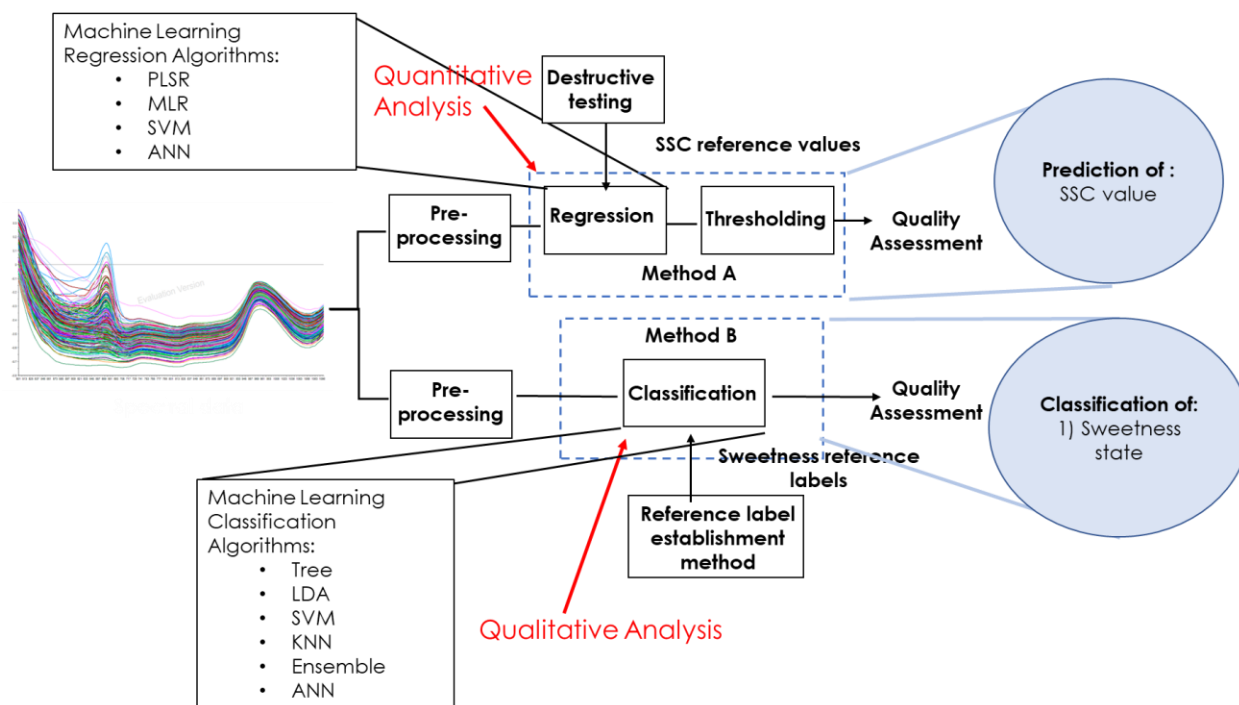 Machine Learning
Regression Algorithms:
• PLSR
• MLR
• SVM
• ANN
Quantitative
Analysis
Destructive
testing
SSC reference values
Pre-
processing
Regression
Thresholding
Quality
Assessment
Method A
Prediction of :
SSC value
Evaluation Version
Method B
Pre-
processing
Classification
Quality
Assessment
Classification of:
1) Sweetness
state
Sweetness reference
labels
Reference label
establishment
method
Machine Learning
Classification
Algorithms:
• Tree
• LDA
• SVM
• KNN
• Ensemble
• ANN
Qualitative Analysis